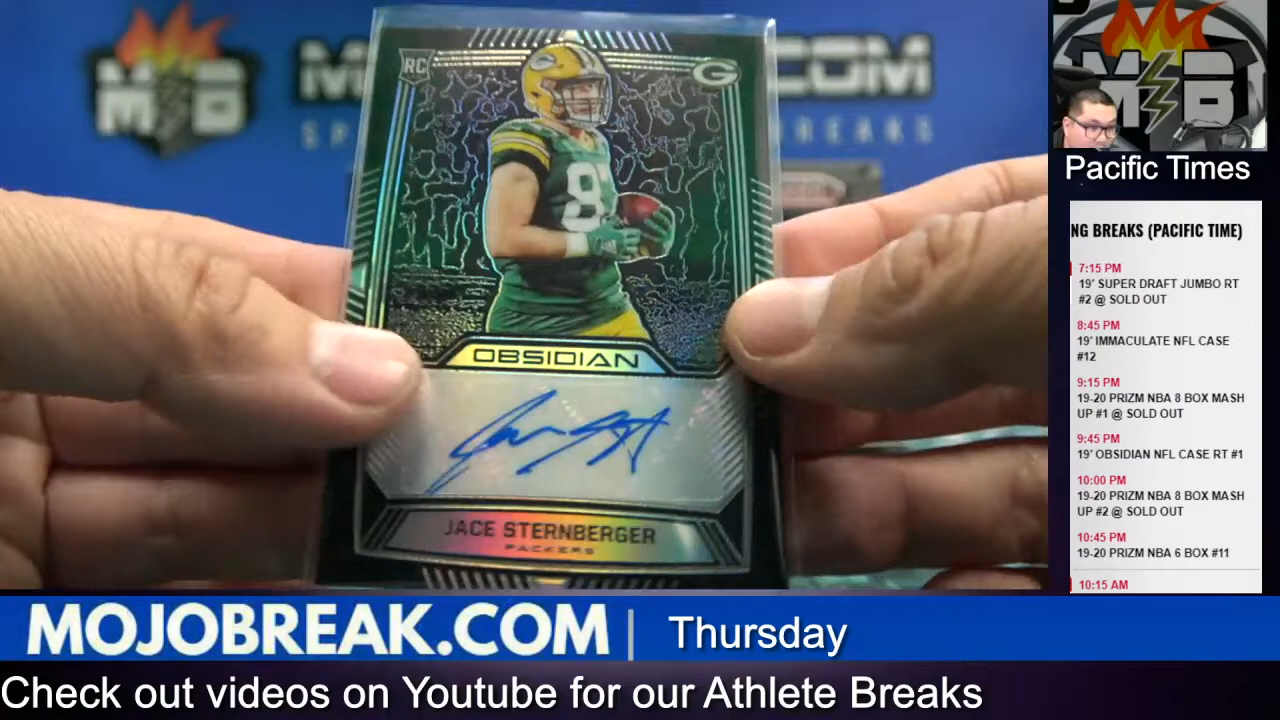 RC
G
8
OBSIDIAN
JACE STERNBERGER
PACKERS
Pacific Times
NG BREAKS (PACIFIC TIME)
7:15 PM
19' SUPER DRAFT JUMBO RT
#2 @ SOLD OUT
8:45 PM
19' IMMACULATE NFL CASE
#12
9:15 PM
19-20 PRIZM NBA 8 BOX MASH
UP #1 @ SOLD OUT
9:45 PM
19' OBSIDIAN NFL CASE RT #1
10:00 PM
19-20 PRIZM NBA 8 BOX MASH
UP #2 @ SOLD OUT
10:45 PM
19-20 PRIZM NBA 6 BOX #11
10:15 AM
MOJOBREAK.COM | Thursday
Check out videos on Youtube for our Athlete Breaks